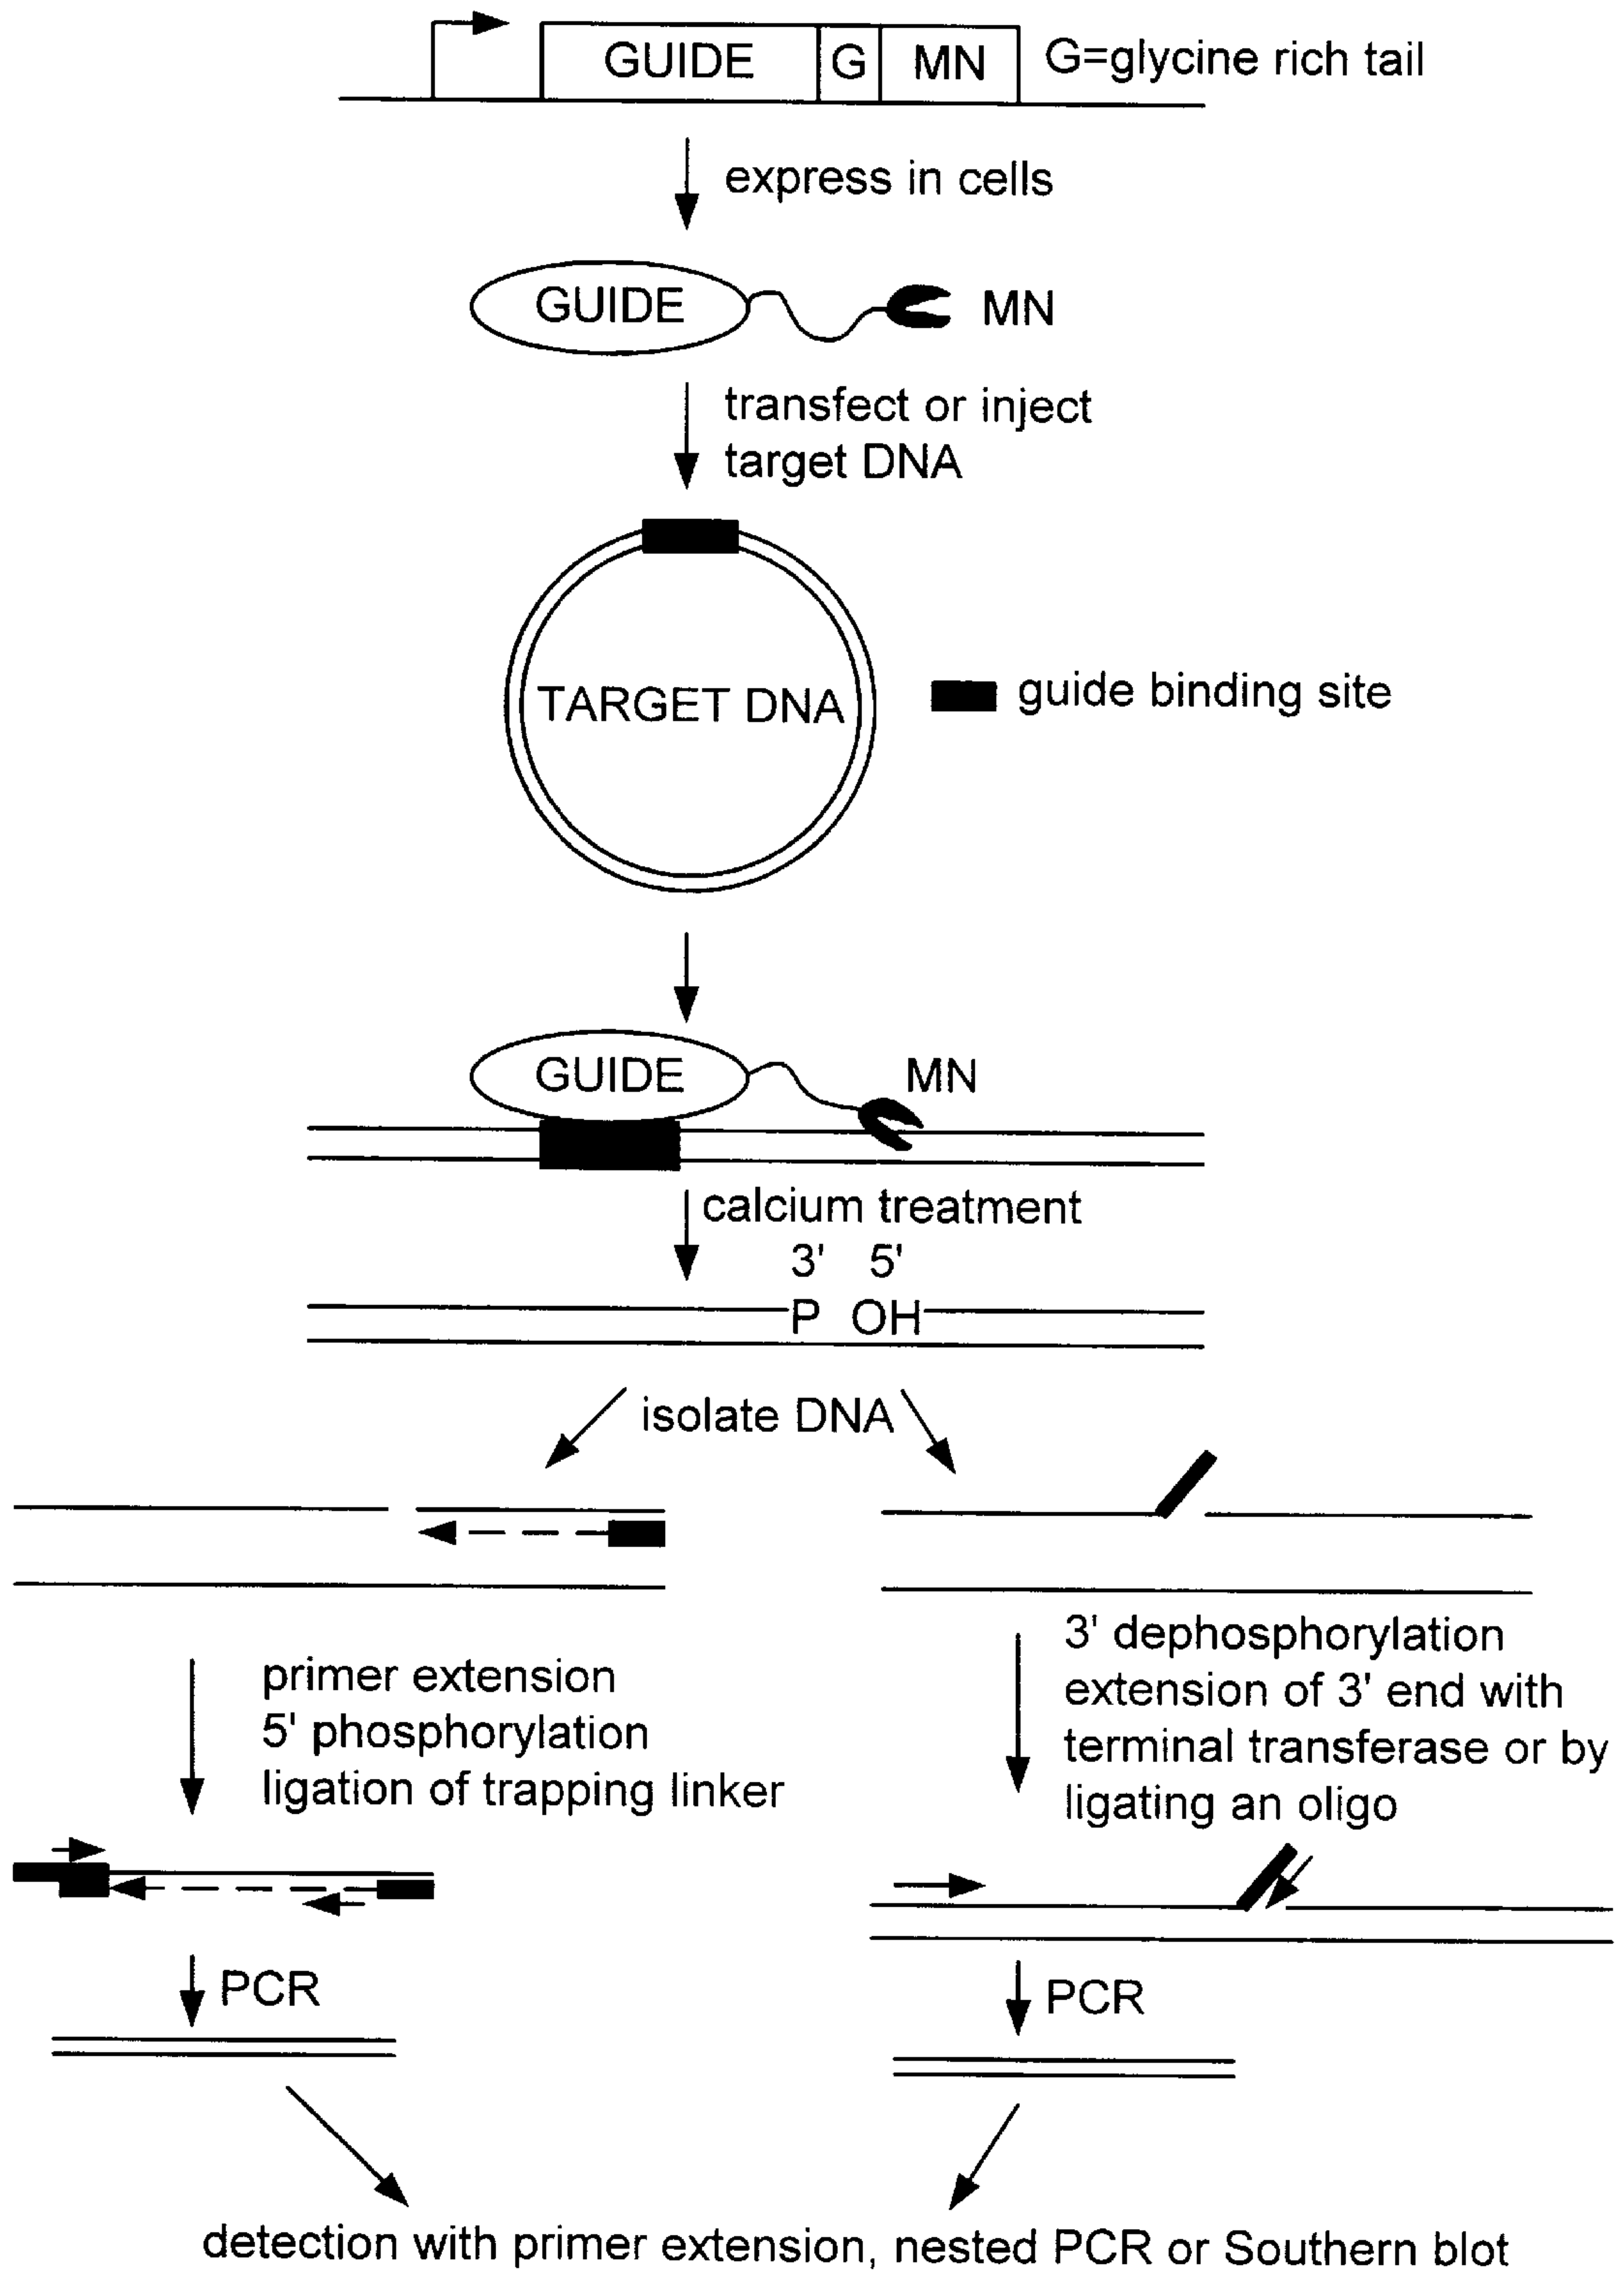 GUIDE G MN G=glycine rich tail
express in cells
GUIDE MN
transfect or inject
target DNA
TARGET DNA
guide binding site
GUIDE MN
calcium treatment
3' 5'
P OH
isolate DNA
primer extension
5' phosphorylation
ligation of trapping linker
3' dephosphorylation
extension of 3' end with
terminal transferase or by
ligating an oligo
PCR
PCR
detection with primer extension, nested PCR or Southern blot